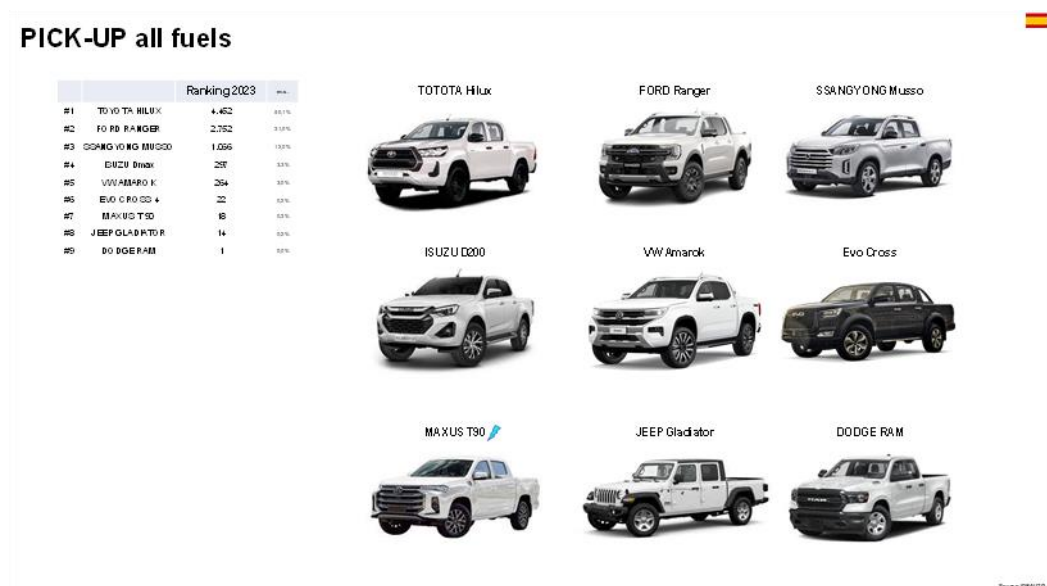 PICK-UP all fuels
Ranking 2023
#1 TOYOTA HILUX 4.452
#2 FORD RANGER 2.752
#3 SSANGYONG MUSSO 1.066
#4 ISUZU Dmax 297
#5 VW AMAROK 264
#6 EVO CROSS 4 22
#7 MAXUS T90 18
#8 JEEP GLADIATOR 14
#9 DODGE RAM 1
TOTOTA Hilux
FORD Ranger
SSANGYONG Musso
ISUZU D200
VW Amarok
Evo Cross
MAXUS T90
JEEP Gladiator
DODGE RAM